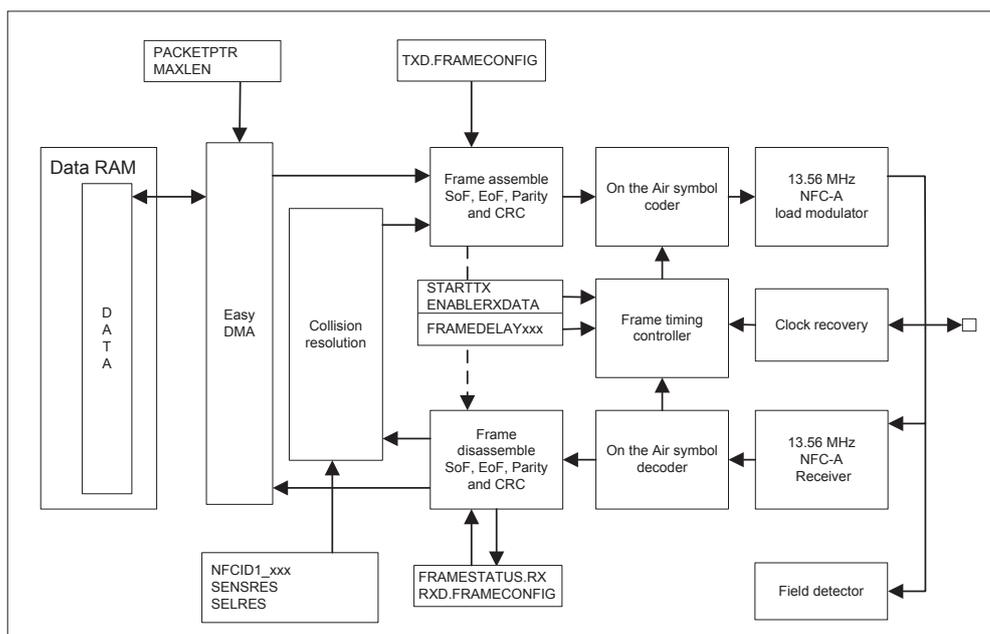 PACKETPTR
MAXLEN
TXD.FRAMECONFIG
Data RAM
D
A
T
A
Easy
DMA
Collision
resolution
Frame assemble
SoF, EoF, Parity
and CRC
On the Air symbol
coder
13.56 MHz
NFC-A
load modulator
STARTTX
ENABLERXDATA
FRAMEDELAYxxx
Frame timing
controller
Clock recovery
Frame
disassemble
SoF, EoF, Parity
and CRC
On the Air symbol
decoder
13.56 MHz
NFC-A
Receiver
NFCID1_xxx
SENSRES
SELRES
FRAMESTATUS.RX
RXD.FRAMECONFIG
Field detector